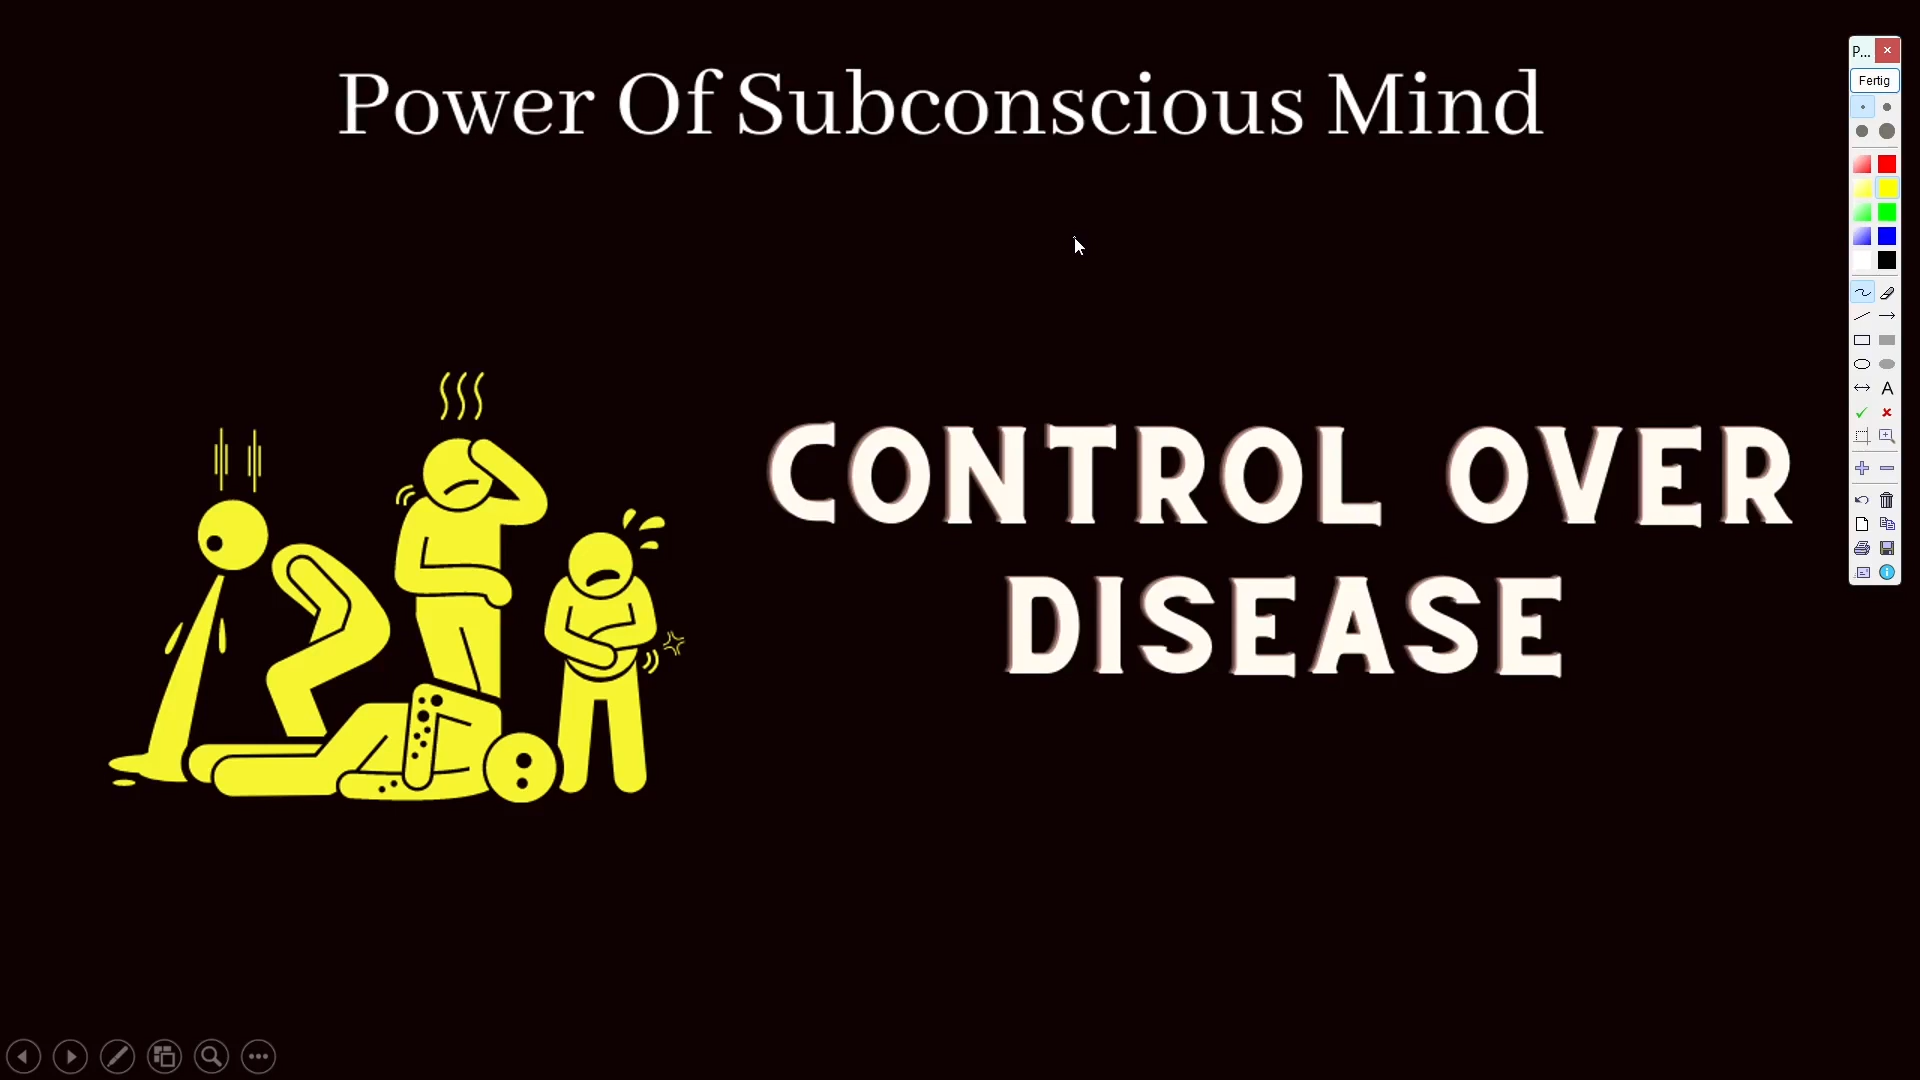 Power Of Subconscious Mind
P...
Fertig
A
CONTROL OVER
DISEASE